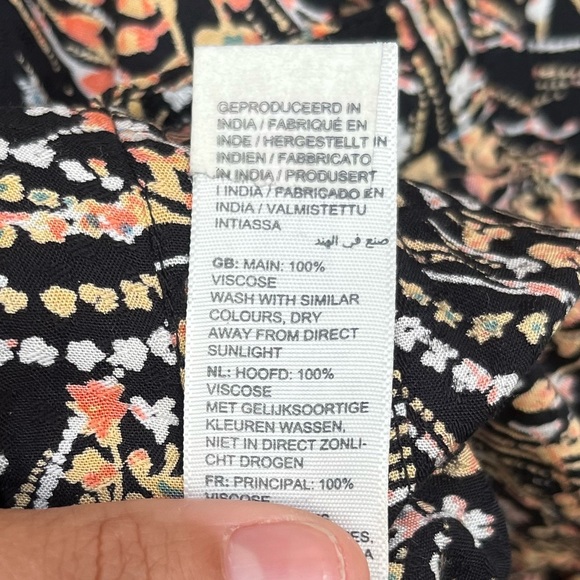 GEPRODUCEERD IN
INDIA / FABRIQUÉ EN
INDE / HERGESTELLT IN
INDIEN / FABBRICATO
IN INDIA / PRODUSERT
I INDIA / FABRICADO EN
INDIA / VALMISTETTU
INTIASSA
صنع في الهند
GB: MAIN: 100%
VISCOSE
WASH WITH SIMILAR
COLOURS, DRY
AWAY FROM DIRECT
SUNLIGHT
NL: HOOFD: 100%
VISCOSE
MET GELIJKSOORTIGE
KLEUREN WASSEN,
NIET IN DIRECT ZONLI-
CHT DROGEN
FR: PRINCIPAL: 100%
VISCOSE